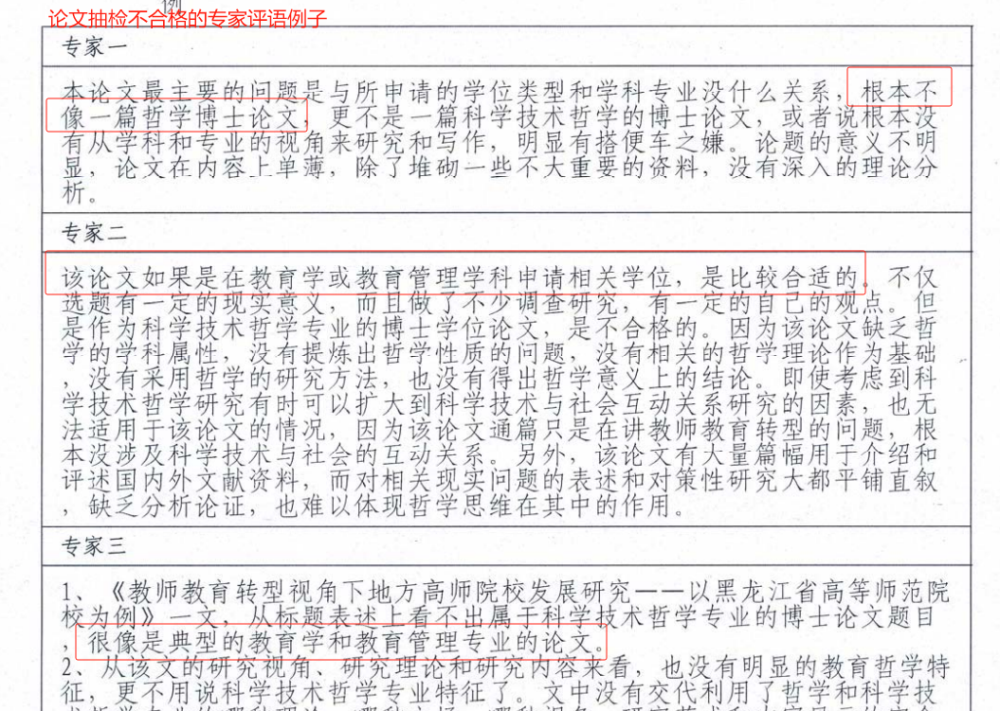 例
论文抽检不合格的专家评语例子
专家一
本论文最主要的问题是与所申请的学位类型和学科专业没什么关系，根本不
像一篇哲学博士论文，更不是一篇科学技术哲学的博士论文，或者说根本没
有从学科和专业的视角来研究和写作，明显有搭便车之嫌。论题的意义不明
显，论文在内容上单薄，除了堆砌一些不大重要的资料，没有深入的理论分
析。
专家二
该论文如果是在教育学或教育管理学科申请相关学位，是比较合适的。不仅
选题有一定的现实意义，而且做了不少调查研究，有一定的自己的观点。但
是作为科学技术哲学专业的博士学位论文，是不合格的。因为该论文缺乏哲
学的学科属性，没有提炼出哲学性质的问题，没有相关的哲学理论作为基础
，没有采用哲学的研究方法，也没有得出哲学意义上的结论。即使考虑到科
学技术哲学研究有时可以扩大到科学技术与社会互动关系研究的因素，也无
法适用于该论文的情况，因为该论文通篇只是在讲教师教育转型的问题，根
本没涉及科学技术与社会的互动关系。另外，该论文有大量篇幅用于介绍和
评述国内外文献资料，而对相关现实问题的表述和对策性研究大都平铺直叙
，缺乏分析论证，也难以体现哲学思维在其中的作用。
专家三
1、《教师教育转型视角下地方高师院校发展研究——以黑龙江省高等师范院
校为例》一文，从标题表述上看不出属于科学技术哲学专业的博士论文题目
，很像是典型的教育学和教育管理专业的论文。
2、从该文的研究视角、研究理论和研究内容来看，也没有明显的教育哲学特
征，更不用说科学技术哲学专业特征了。文中没有交代利用了哲学和科学技